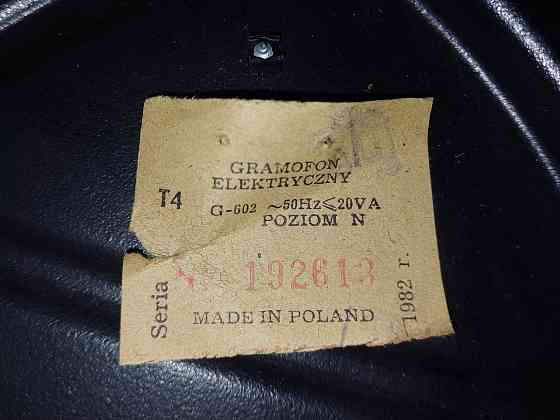 GRAMOFON
ELEKTRYCZNY
T4
G-602 ~50Hz⩽20VA
POZIOM N
Seria
192613
1982 r.
MADE IN POLAND